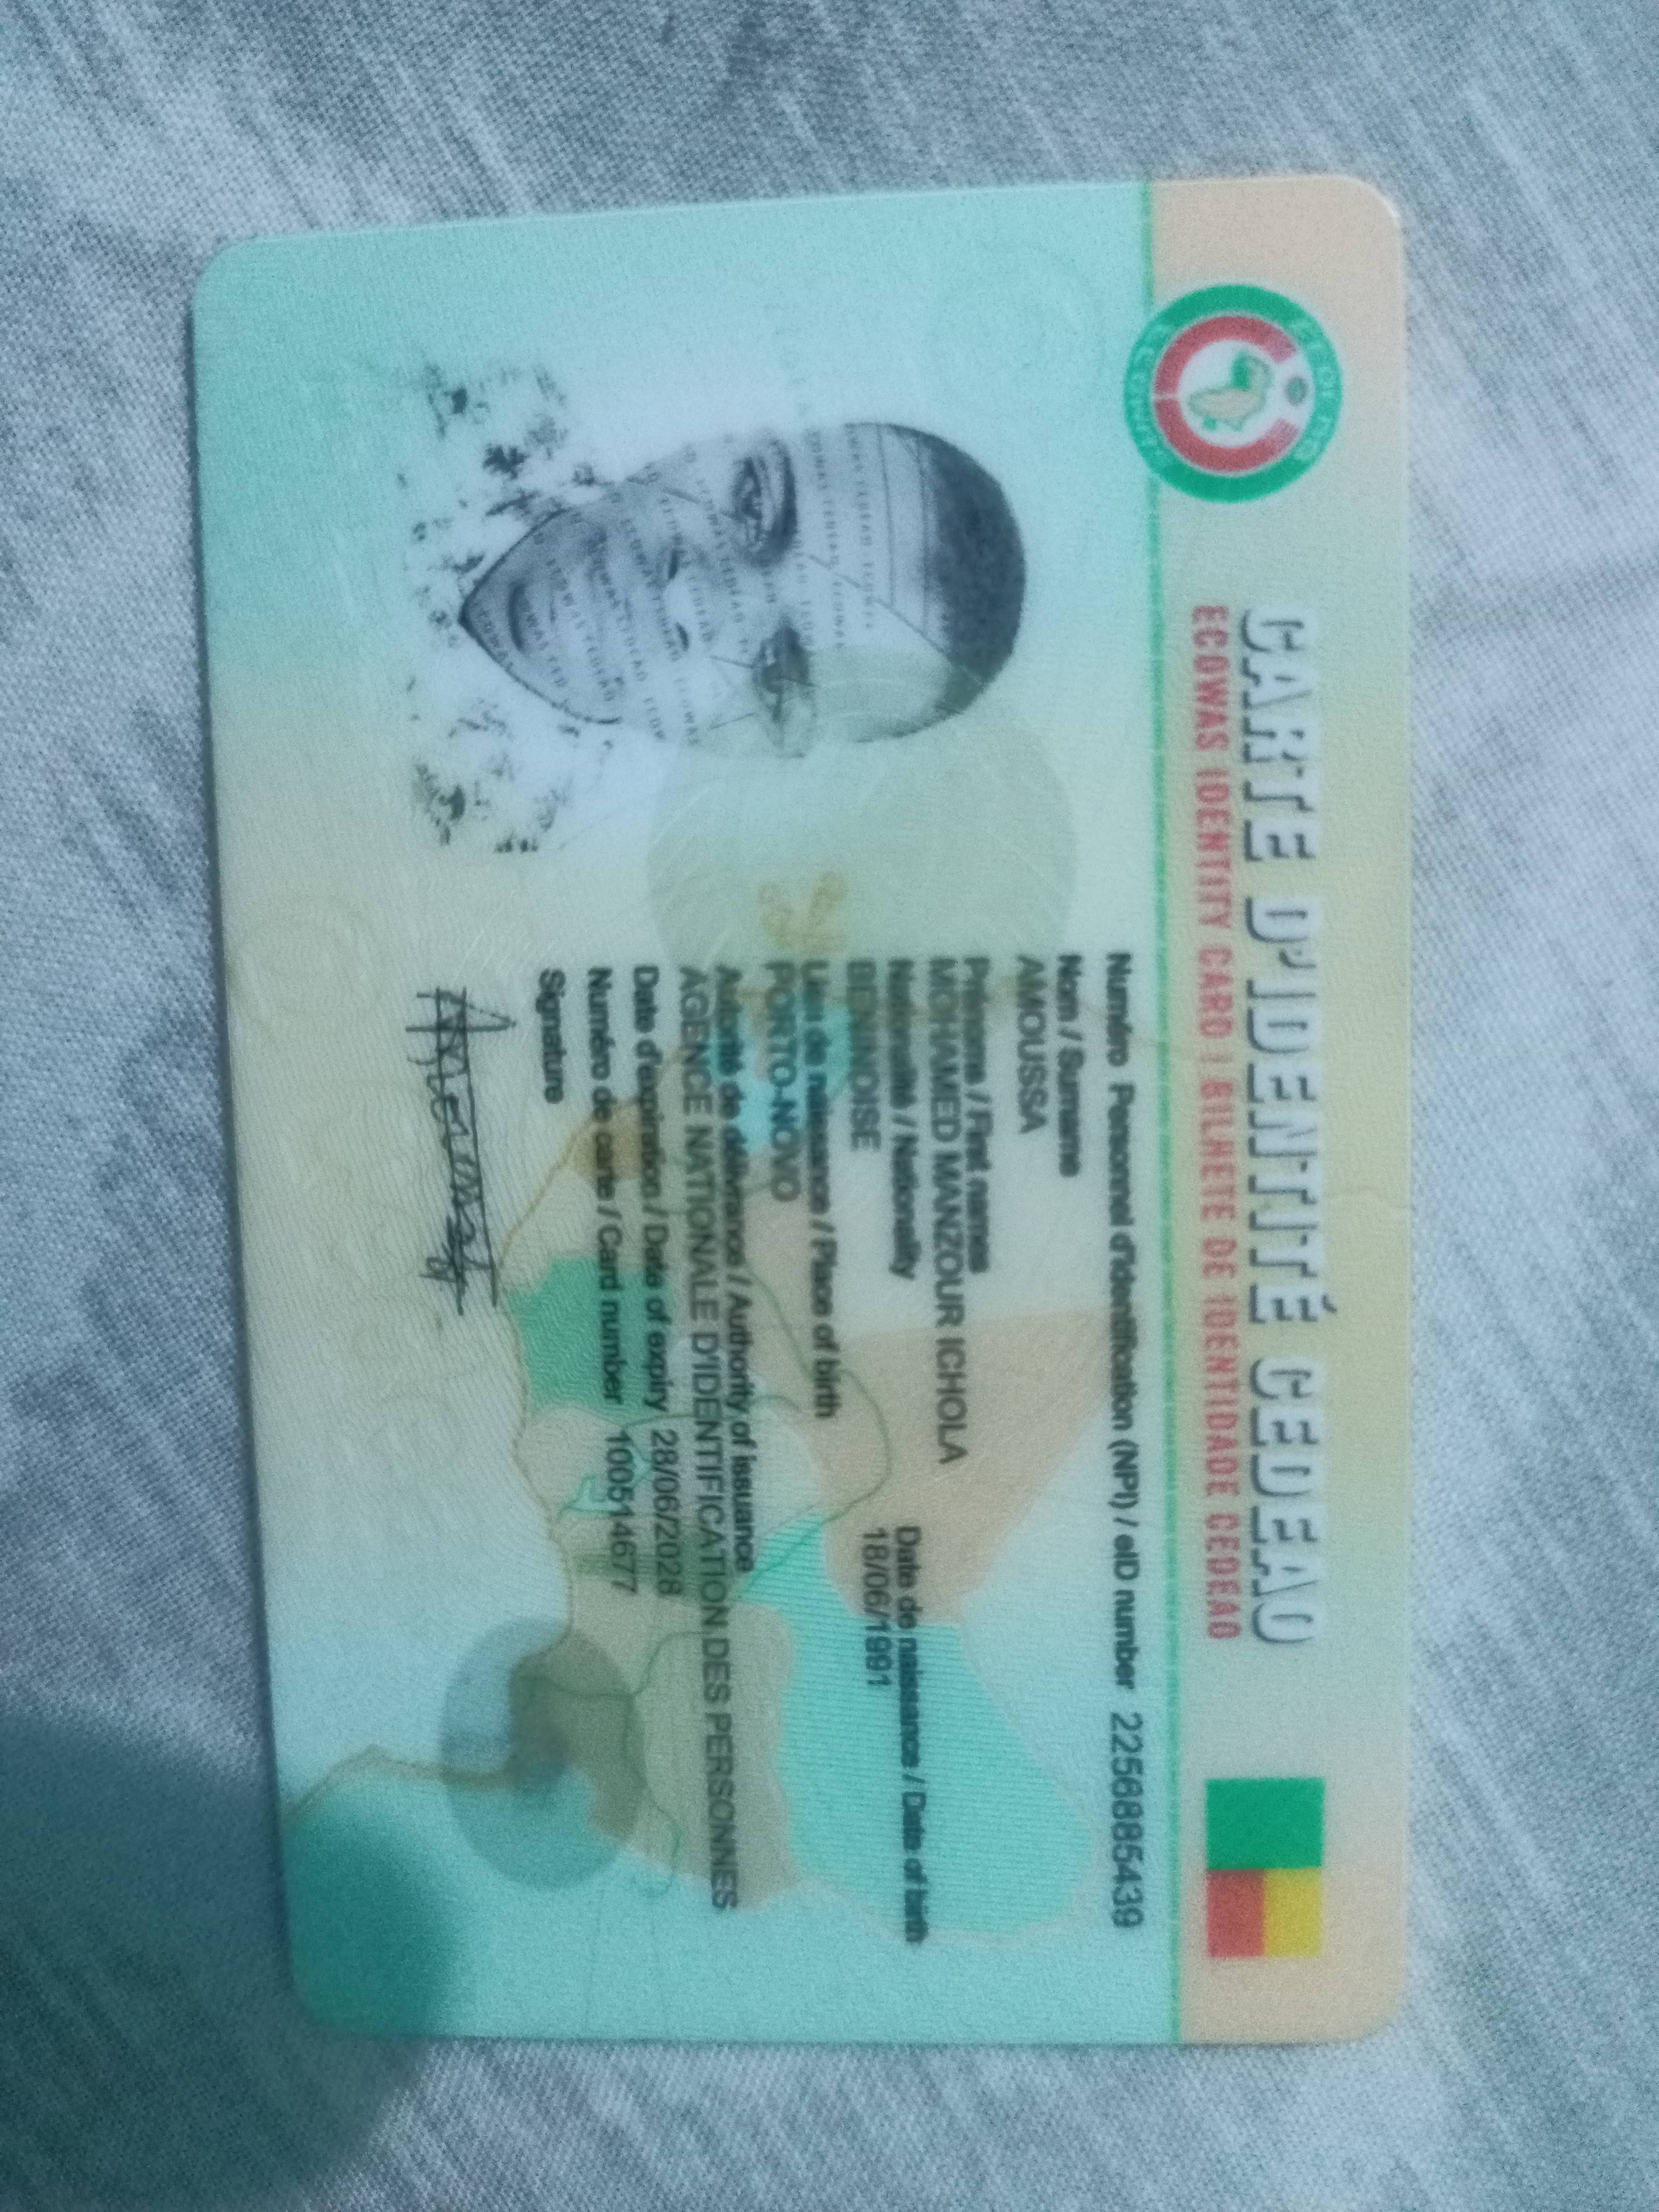 CARTE D'IDENTITÉ CEDEAO
ECOWAS IDENTITY CARD / BILHETE DE IDENTIDADE CEDEAO
Numéro Personnel d'Identification (NPI) / eID number 2256885439
Nom / Surname
AMOUSSA
Prénoms / First names
MOHAMED MANZOUR ICHOLA
Nationalité / Nationality
BENINOISE
Date de naissance / Date of birth
18/06/1991
Lieu de naissance / Place of birth
PORTO-NOVO
Autorité de délivrance / Authority of issuance
AGENCE NATIONALE D'IDENTIFICATION DES PERSONNES
Date d'expiration / Date of expiry 28/06/2028
Numéro de carte / Card number 100514677
Signature